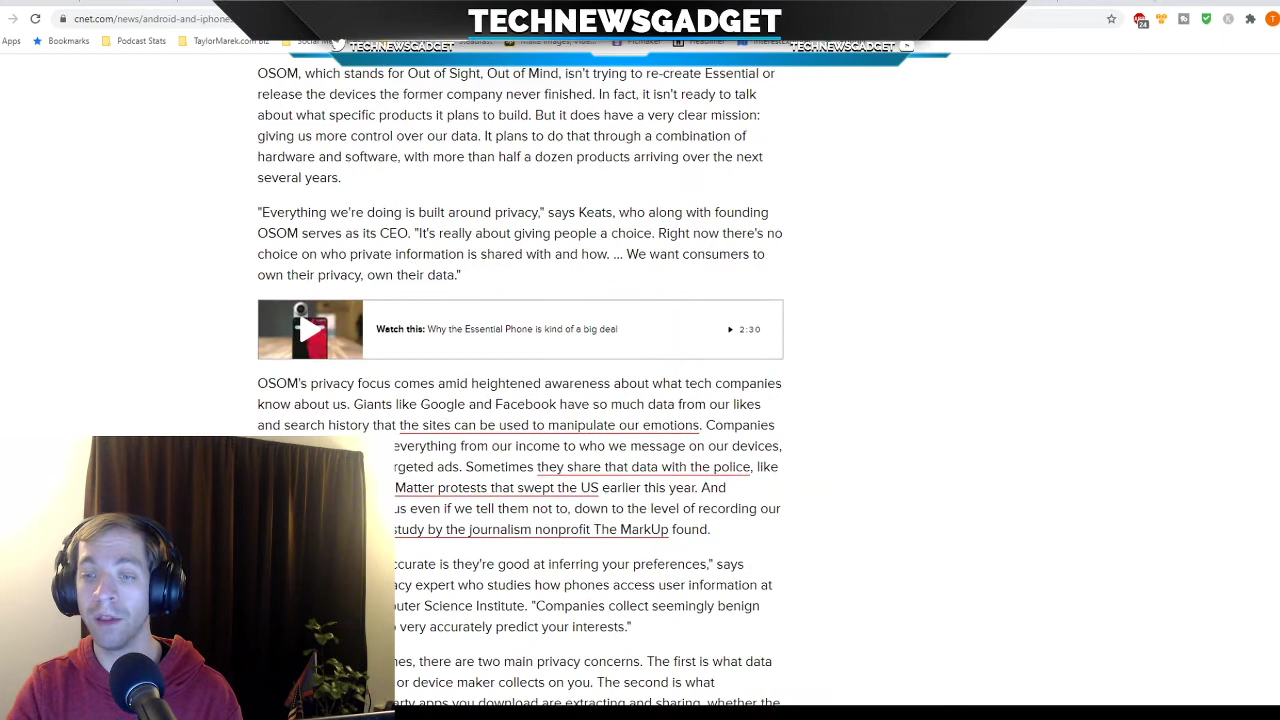 TECHNEWSGADGET
cnet.com/news/android-and-iphone
24
T
App
Bookmarks
Podcast Stats
TaylorMarek.com Biz
TECHNEWSGADGET
TECHNEWSGADGET
OSOM, which stands for Out of Sight, Out of Mind, isn't trying to re-create Essential or
release the devices the former company never finished. In fact, it isn't ready to talk
about what specific products it plans to build. But it does have a very clear mission:
giving us more control over our data. It plans to do that through a combination of
hardware and software, with more than half a dozen products arriving over the next
several years.
"Everything we're doing is built around privacy," says Keats, who along with founding
OSOM serves as its CEO. "It's really about giving people a choice. Right now there's no
choice on who private information is shared with and how. ... We want consumers to
own their privacy, own their data."
Watch this: Why the Essential Phone is kind of a big deal
2:30
OSOM's privacy focus comes amid heightened awareness about what tech companies
know about us. Giants like Google and Facebook have so much data from our likes
and search history that the sites can be used to manipulate our emotions. Companies
everything from our income to who we message on our devices,
rgeted ads. Sometimes they share that data with the police, like
Matter protests that swept the US earlier this year. And
us even if we tell them not to, down to the level of recording our
study by the journalism nonprofit The MarkUp found.
ccurate is they're good at inferring your preferences," says
acy expert who studies how phones access user information at
puter Science Institute. "Companies collect seemingly benign
very accurately predict your interests."
nes, there are two main privacy concerns. The first is what data
or device maker collects on you. The second is what
arty apps you download are extracting and sharing, whether the